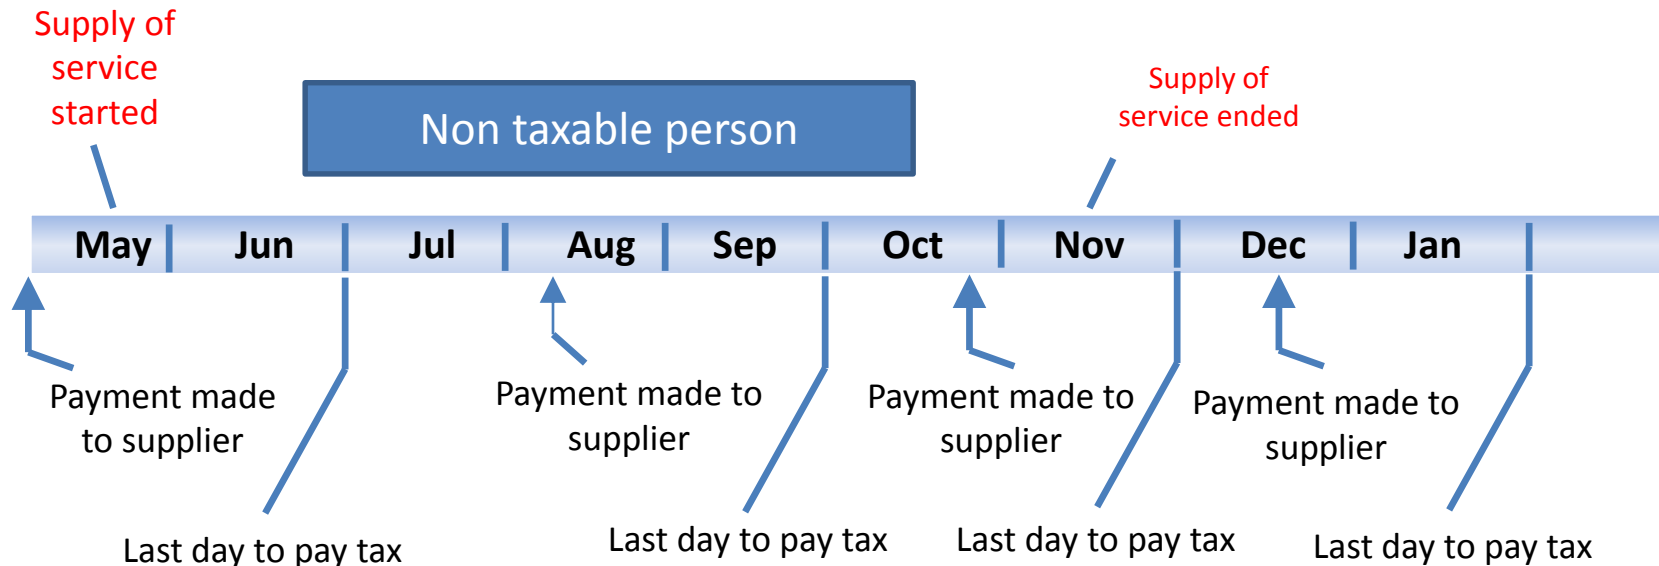 Supply of
service
started
Non taxable person
Supply of
service ended
May Jun Jul Aug Sep Oct Nov Dec Jan
Payment made
to supplier
Payment made to
supplier
Payment made to
supplier
Payment made to
supplier
Last day to pay tax
Last day to pay tax
Last day to pay tax
Last day to pay tax